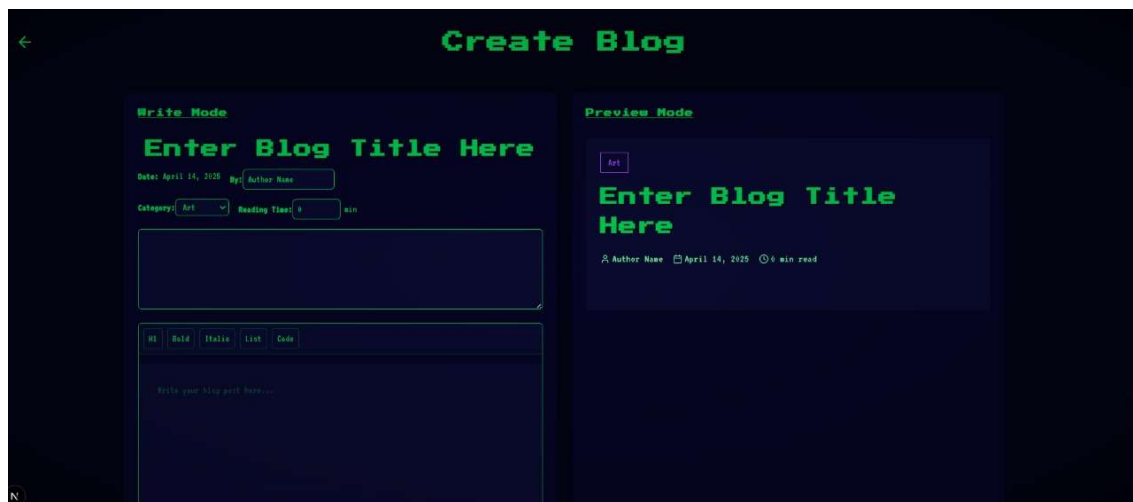 Create Blog
Write Mode
Enter Blog Title Here
Date: April 14, 2025 By: Author Name
Category: Art Reading Time: 0 min
H1 Bold Italic List Code
Write your blog post here...
Preview Mode
Art
Enter Blog Title
Here
Author Name April 14, 2025 0 min read
N